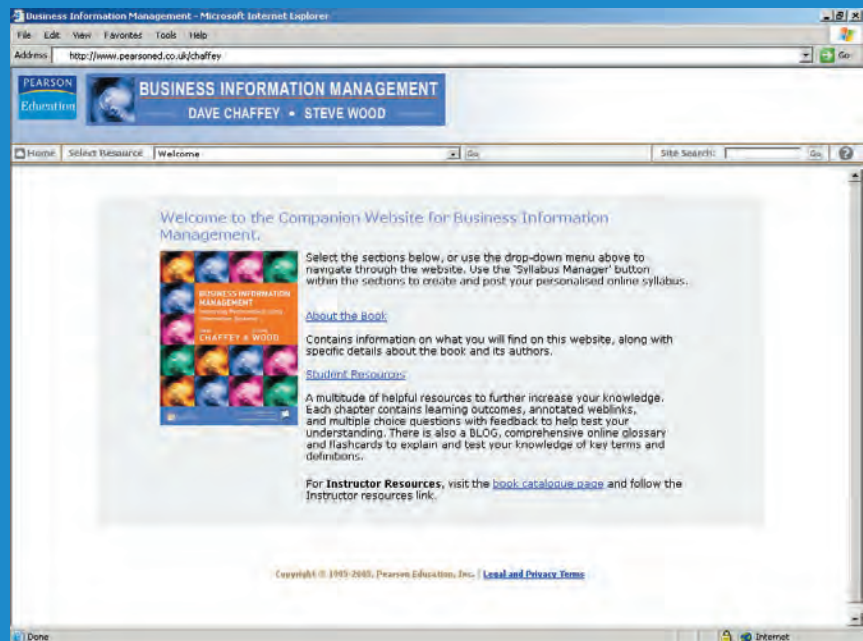 Business Information Management - Microsoft Internet Explorer
File Edit View Favorites Tools Help
Address http://www.pearsoned.co.uk/chaffey Go
PEARSON
Education
BUSINESS INFORMATION MANAGEMENT
DAVE CHAFFEY • STEVE WOOD
Home Select Resource Welcome Go Site Search: Go ?
Welcome to the Companion Website for Business Information
Management.
BUSINESS INFORMATION
MANAGEMENT
CHAFFEY & WOOD
Select the sections below, or use the drop-down menu above to
navigate through the website. Use the 'Syllabus Manager' button
within the sections to create and post your personalised online syllabus.
About the Book
Contains information on what you will find on this website, along with
specific details about the book and its authors.
Student Resources
A multitude of helpful resources to further increase your knowledge.
Each chapter contains learning outcomes, annotated weblinks,
and multiple choice questions with feedback to help test your
understanding. There is also a BLOG, comprehensive online glossary
and flashcards to explain and test your knowledge of key terms and
definitions.
For Instructor Resources, visit the book catalogue page and follow the
Instructor resources link.
Copyright © 1995-2005, Pearson Education, Inc. | Legal and Privacy Terms
Done Internet